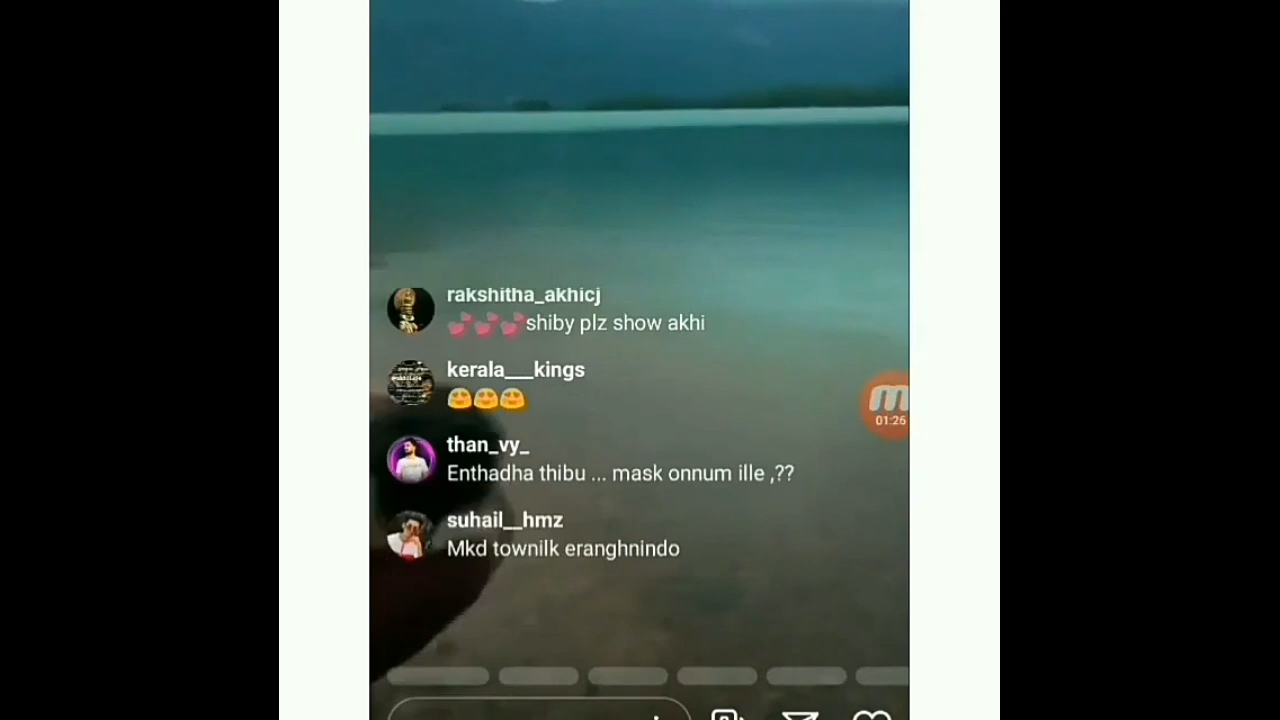 rakshitha_akhicj
💕💕💕shiby plz show akhi
kerala___kings
😍😍😍
than_vy_
Enthadha thibu ... mask onnum ille ,??
suhail__hmz
Mkd townilk eranghnindo
01:26